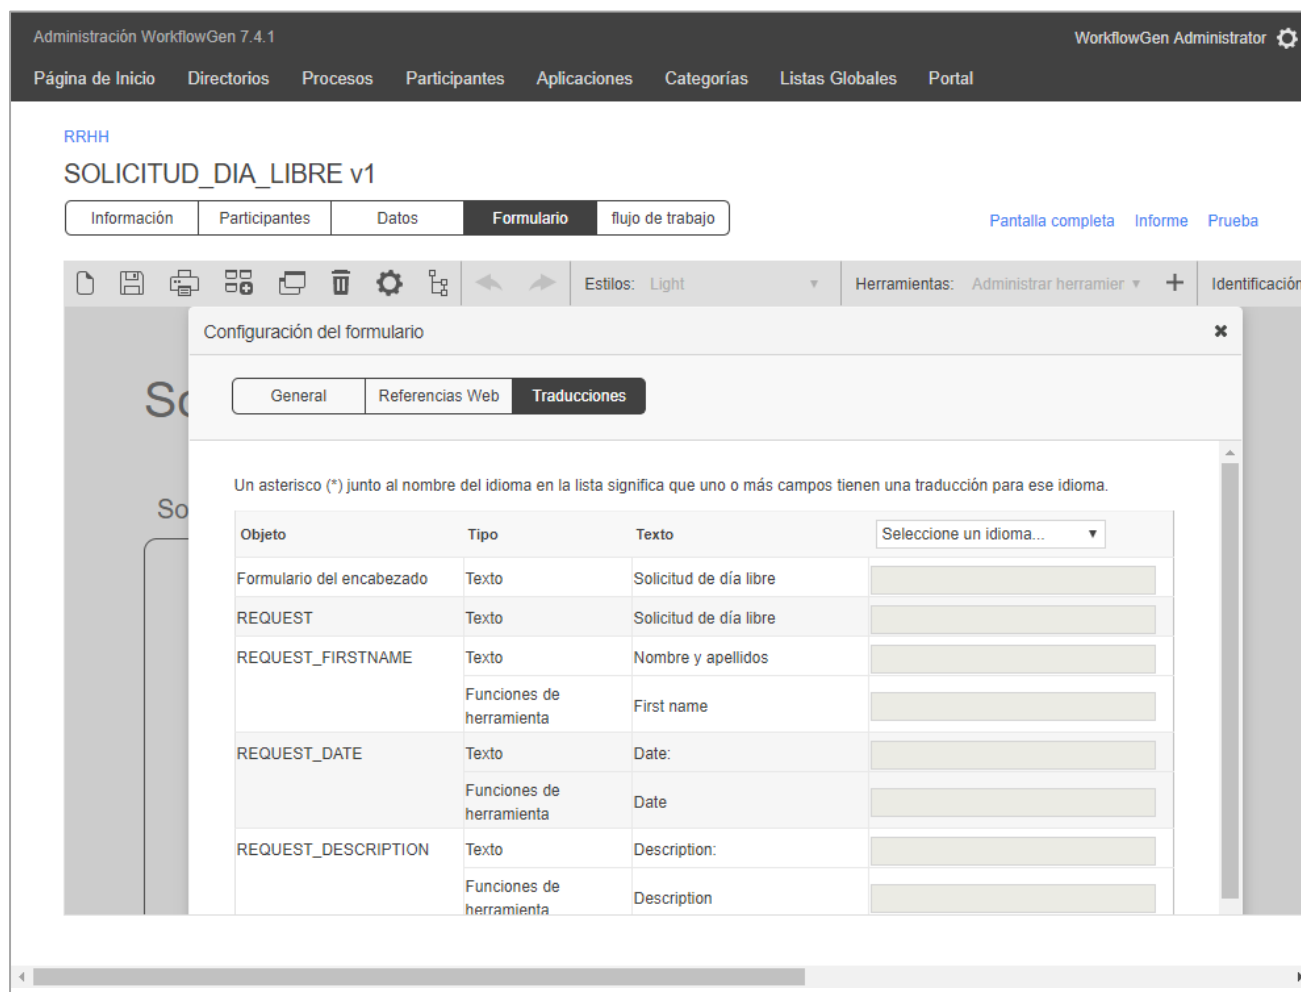 Administración WorkflowGen 7.4.1
WorkflowGen Administrator
Página de Inicio Directorios Procesos Participantes Aplicaciones Categorías Listas Globales Portal
RRHH
SOLICITUD_DIA_LIBRE v1
Información Participantes Datos Formulario flujo de trabajo
Pantalla completa Informe Prueba
Estilos: Light Herramientas: Administrar herramier Identificación
Configuración del formulario
So
General Referencias Web Traducciones
Un asterisco (*) junto al nombre del idioma en la lista significa que uno o más campos tienen una traducción para ese idioma.
So
Objeto Tipo Texto Seleccione un idioma...
Formulario del encabezado Texto Solicitud de día libre
REQUEST Texto Solicitud de día libre
REQUEST_FIRSTNAME Texto Nombre y apellidos
Funciones de
herramienta
First name
REQUEST_DATE Texto Date:
Funciones de
herramienta
Date
REQUEST_DESCRIPTION Texto Description:
Funciones de
herramienta
Description